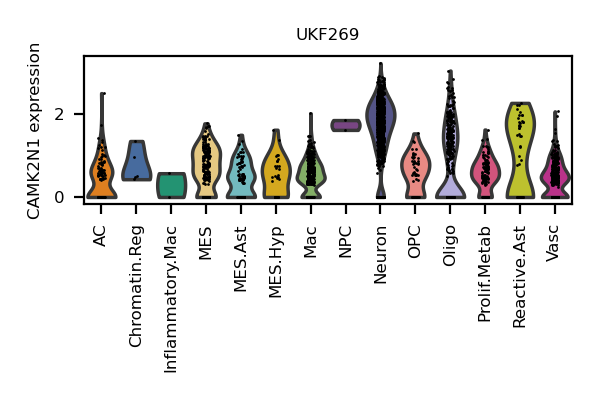 UKF269
CAMK2N1 expression
2
0
AC
Chromatin.Reg
Inflammatory.Mac
MES
MES.Ast
MES.Hyp
Mac
NPC
Neuron
OPC
Oligo
Prolif.Metab
Reactive.Ast
Vasc